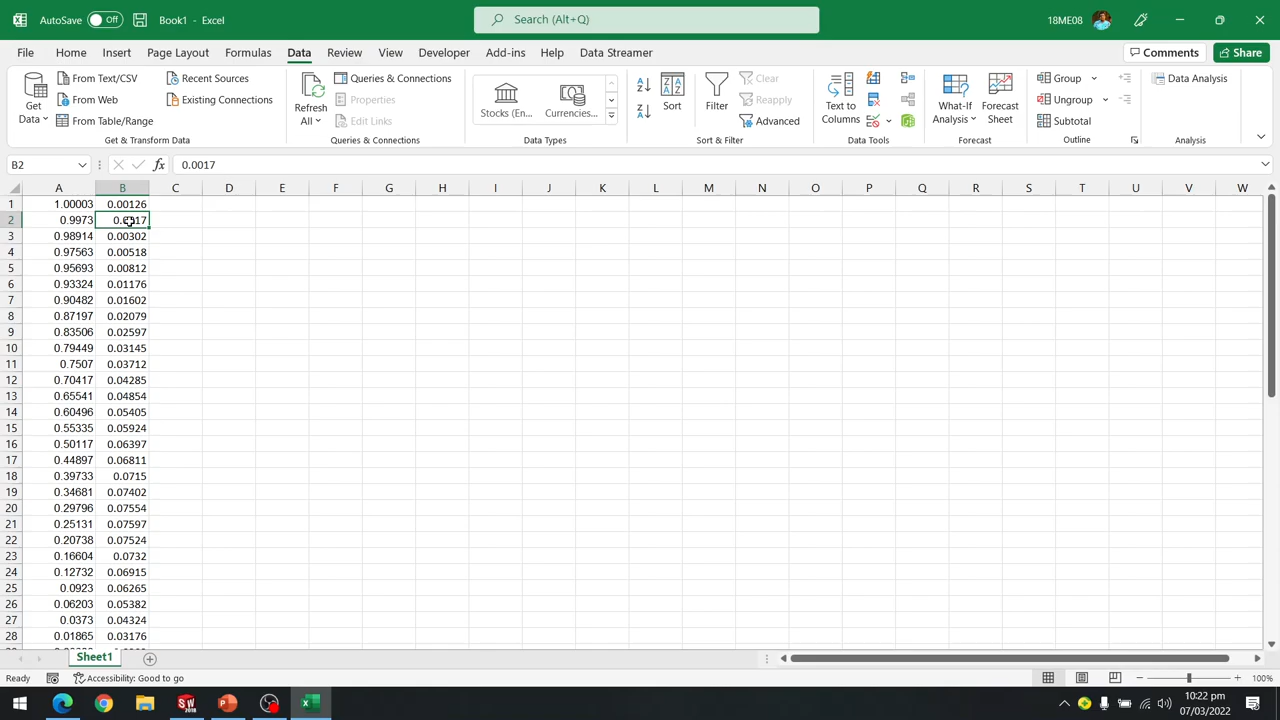 AutoSave Off Book1 - Excel Search (Alt+Q) 18ME08
File Home Insert Page Layout Formulas Data Review View Developer Add-ins Help Data Streamer Comments Share
Get Data From Text/CSV From Web From Table/Range Recent Sources Existing Connections
Get & Transform Data
Refresh All Queries & Connections Properties Edit Links
Queries & Connections
Stocks (En... Currencies...
Data Types
Sort Filter Clear Reapply Advanced
Sort & Filter
Text to Columns
Data Tools
What-If Analysis Forecast Sheet
Forecast
Group Ungroup Subtotal
Outline
Data Analysis
Analysis
B2 fx 0.0017
A B C D E F G H I J K L M N O P Q R S T U V W
1 1.00003 0.00126
2 0.9973
3 0.98914 0.00302
4 0.97563 0.00518
5 0.95693 0.00812
6 0.93324 0.01176
7 0.90482 0.01602
8 0.87197 0.02079
9 0.83506 0.02597
10 0.79449 0.03145
11 0.7507 0.03712
12 0.70417 0.04285
13 0.65541 0.04854
14 0.60496 0.05405
15 0.55335 0.05924
16 0.50117 0.06397
17 0.44897 0.06811
18 0.39733 0.0715
19 0.34681 0.07402
20 0.29796 0.07554
21 0.25131 0.07597
22 0.20738 0.07524
23 0.16604 0.0732
24 0.12732 0.06915
25 0.0923 0.06265
26 0.06203 0.05382
27 0.0373 0.04324
28 0.01865 0.03176
Sheet1
Ready Accessibility: Good to go 100%
10:22 pm
07/03/2022